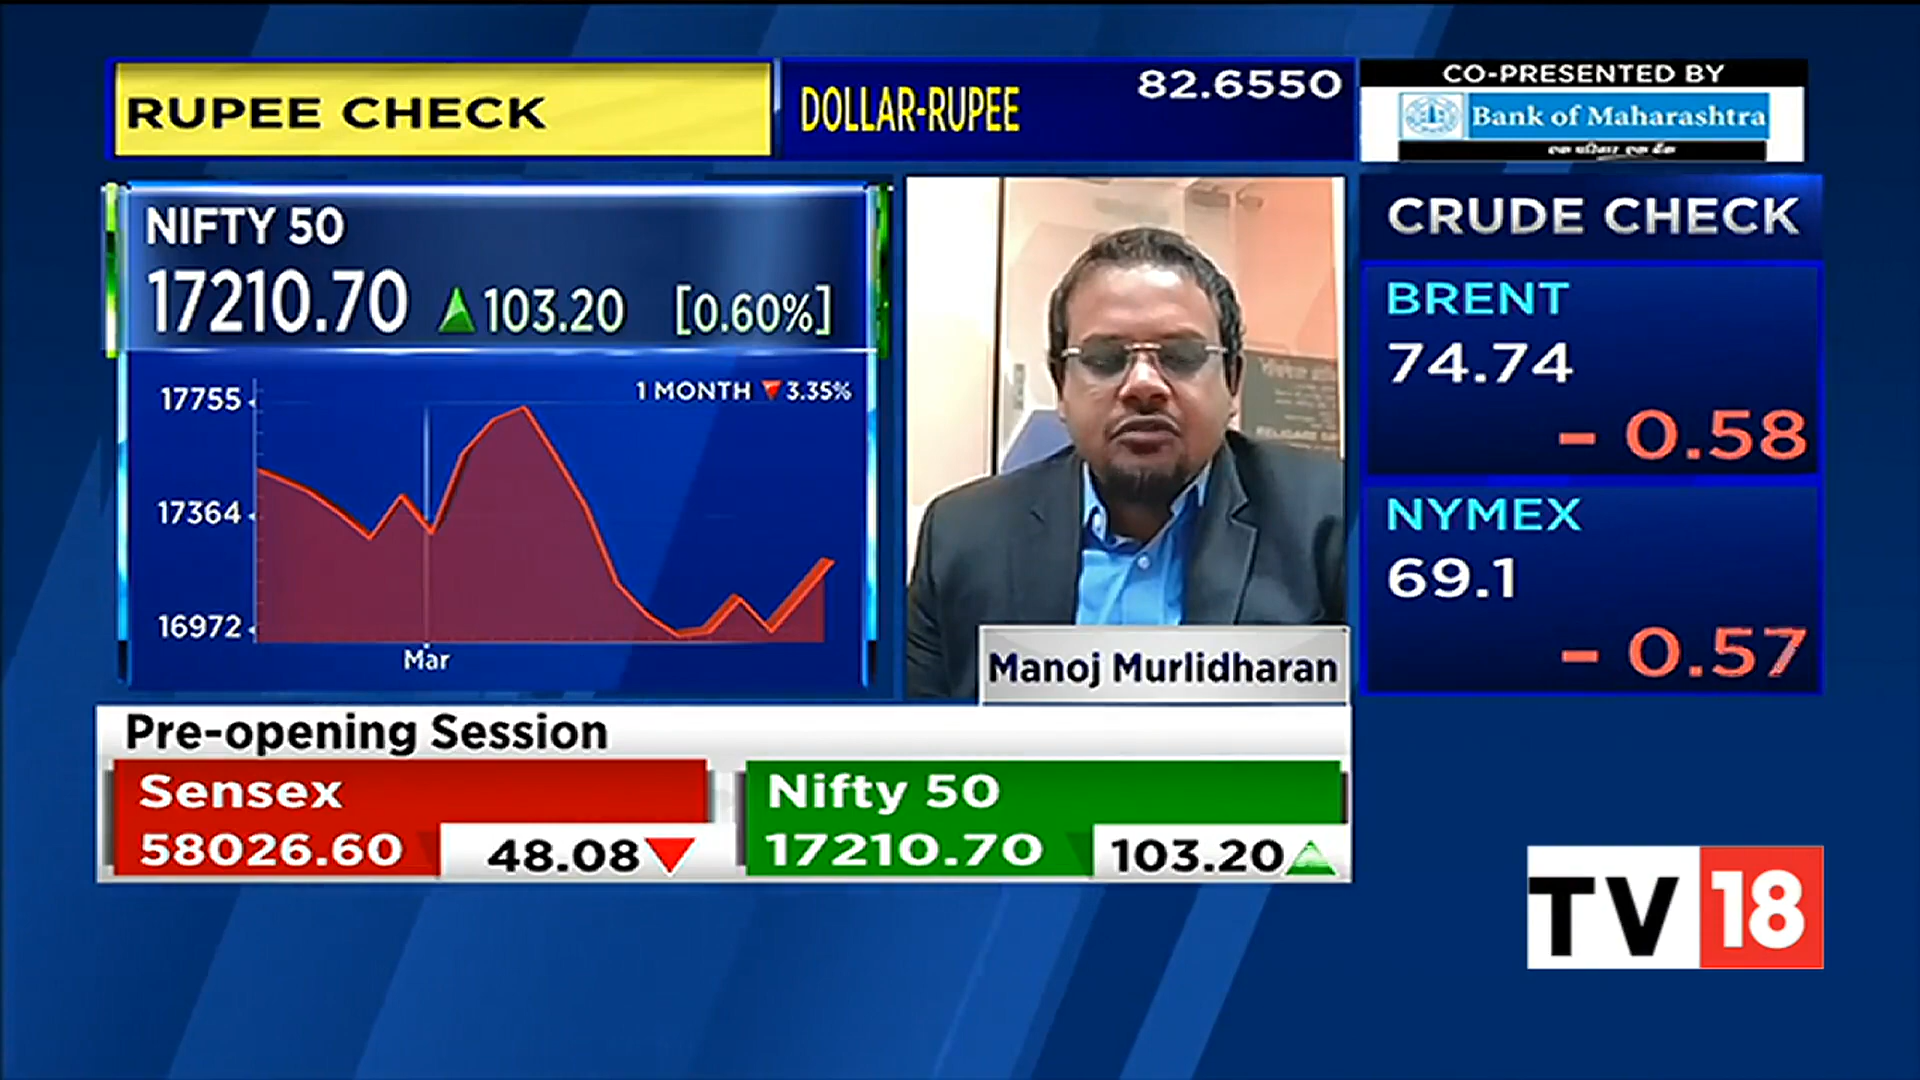 RUPEE CHECK
DOLLAR-RUPEE
82.6550
CO-PRESENTED BY
Bank of Maharashtra
एक परिवार एक बैंक
NIFTY 50
17210.70 ▲103.20 [0.60%]
1 MONTH ▼3.35%
17755
17364
16972
Mar
Manoj Murlidharan
CRUDE CHECK
BRENT
74.74
- 0.58
NYMEX
69.1
- 0.57
Pre-opening Session
Sensex
58026.60 48.08▼
Nifty 50
17210.70 103.20▲
TV18